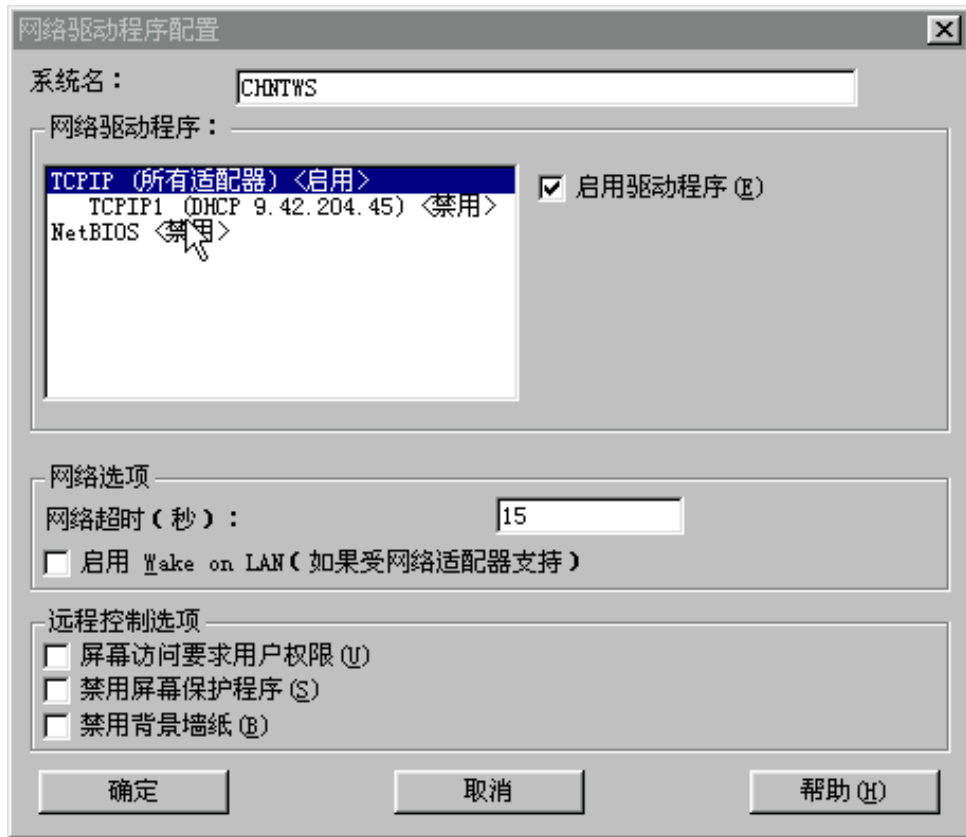 网络驱动程序配置
系统名：
CHNTWS
网络驱动程序：
TCPIP (所有适配器) <启用>
TCPIP1 (DHCP 9.42.204.45) <禁用>
NetBIOS <禁用>
启用驱动程序(E)
网络选项
网络超时(秒)：
15
启用 Wake on LAN(如果受网络适配器支持)
远程控制选项
屏幕访问要求用户权限(U)
禁用屏幕保护程序(S)
禁用背景墙纸(B)
确定
取消
帮助(H)